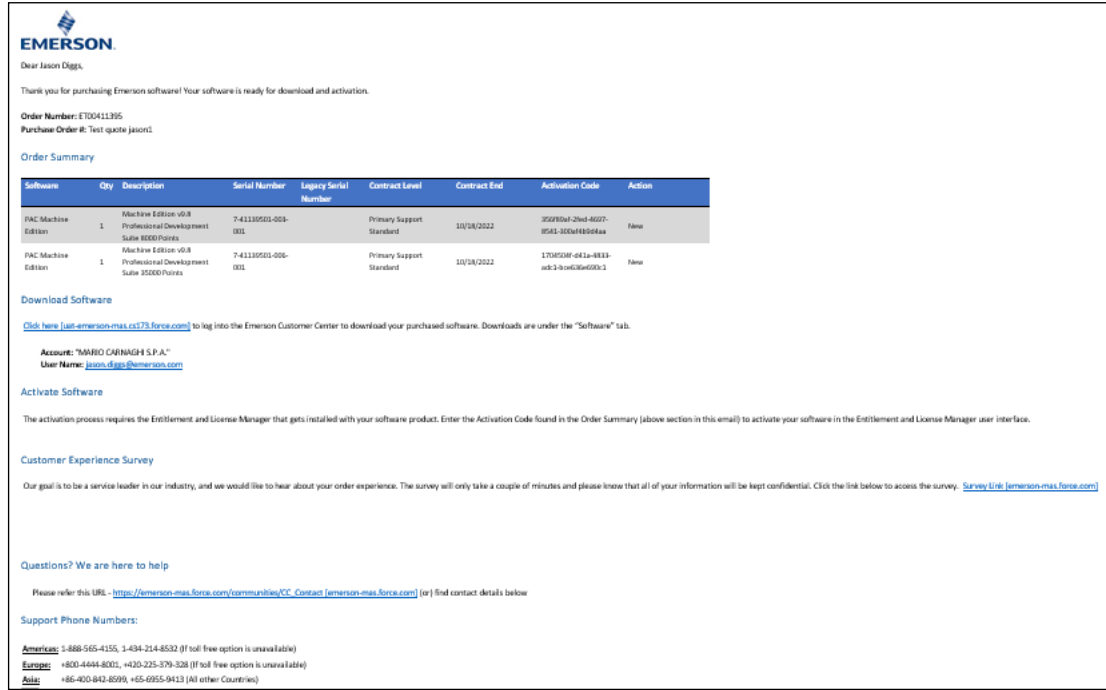 EMERSON.
Dear Jason Diggs,
Thank you for purchasing Emerson software! Your software is ready for download and activation.
Order Number: ET00411395
Purchase Order #: Test quote jason1
Order Summary
Software Qty Description Serial Number Legacy Serial Number Contract Level Contract End Activation Code Action
PAC Machine Edition 1 Machine Edition v9.8 Professional Development Suite 8000 Points 7-41139501-003-001 Primary Support Standard 10/18/2022 New
PAC Machine Edition 1 Machine Edition v9.8 Professional Development Suite 35000 Points Primary Support Standard 10/18/2022 New
Download Software
Click here [uat-emerson-mas.cs173.force.com] to log into the Emerson Customer Center to download your purchased software. Downloads are under the "Software" tab.
Account: "MARIO CARNAGHI S.P.A."
User Name: jason.diggs@emerson.com
Activate Software
The activation process requires the Entitlement and License Manager that gets installed with your software product. Enter the Activation Code found in the Order Summary (above section in this email) to activate your software in the Entitlement and License Manager user interface.
Customer Experience Survey
Our goal is to be a service leader in our industry, and we would like to hear about your order experience. The survey will only take a couple of minutes and please know that all of your information will be kept confidential. Click the link below to access the survey. Survey Link [emerson-mas.force.com]
Questions? We are here to help
Please refer this URL - https://emerson-mas.force.com/communities/CC_Contact [emerson-mas.force.com] (or) find contact details below
Support Phone Numbers:
Americas: 1-888-565-4155, 1-434-214-8532 (If toll free option is unavailable)
Europe: +800-4444-8001, +420-225-379-328 (If toll free option is unavailable)
Asia: +86-400-842-8599, +65-6955-9413 (All other Countries)